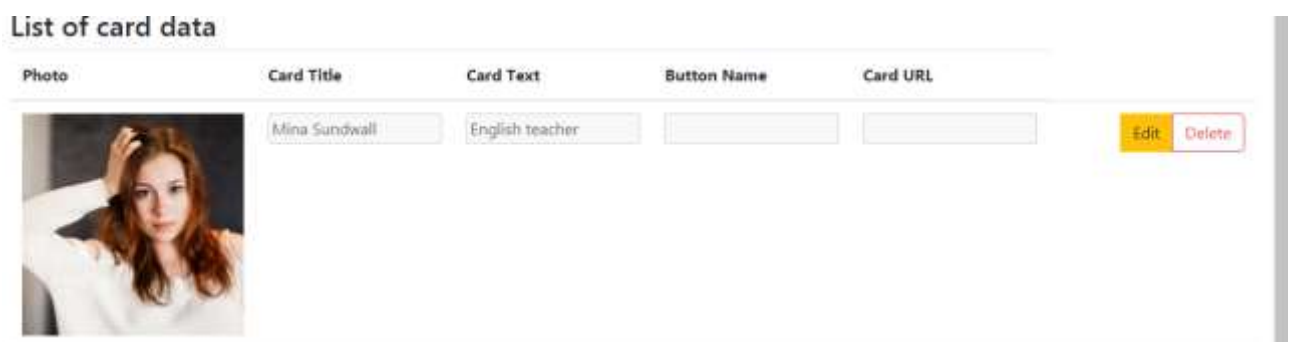 List of card data
Photo Card Title Card Text Button Name Card URL
Mina Sundwall English teacher Edit Delete